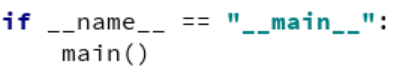 if __name__ == "__main__":
    main()